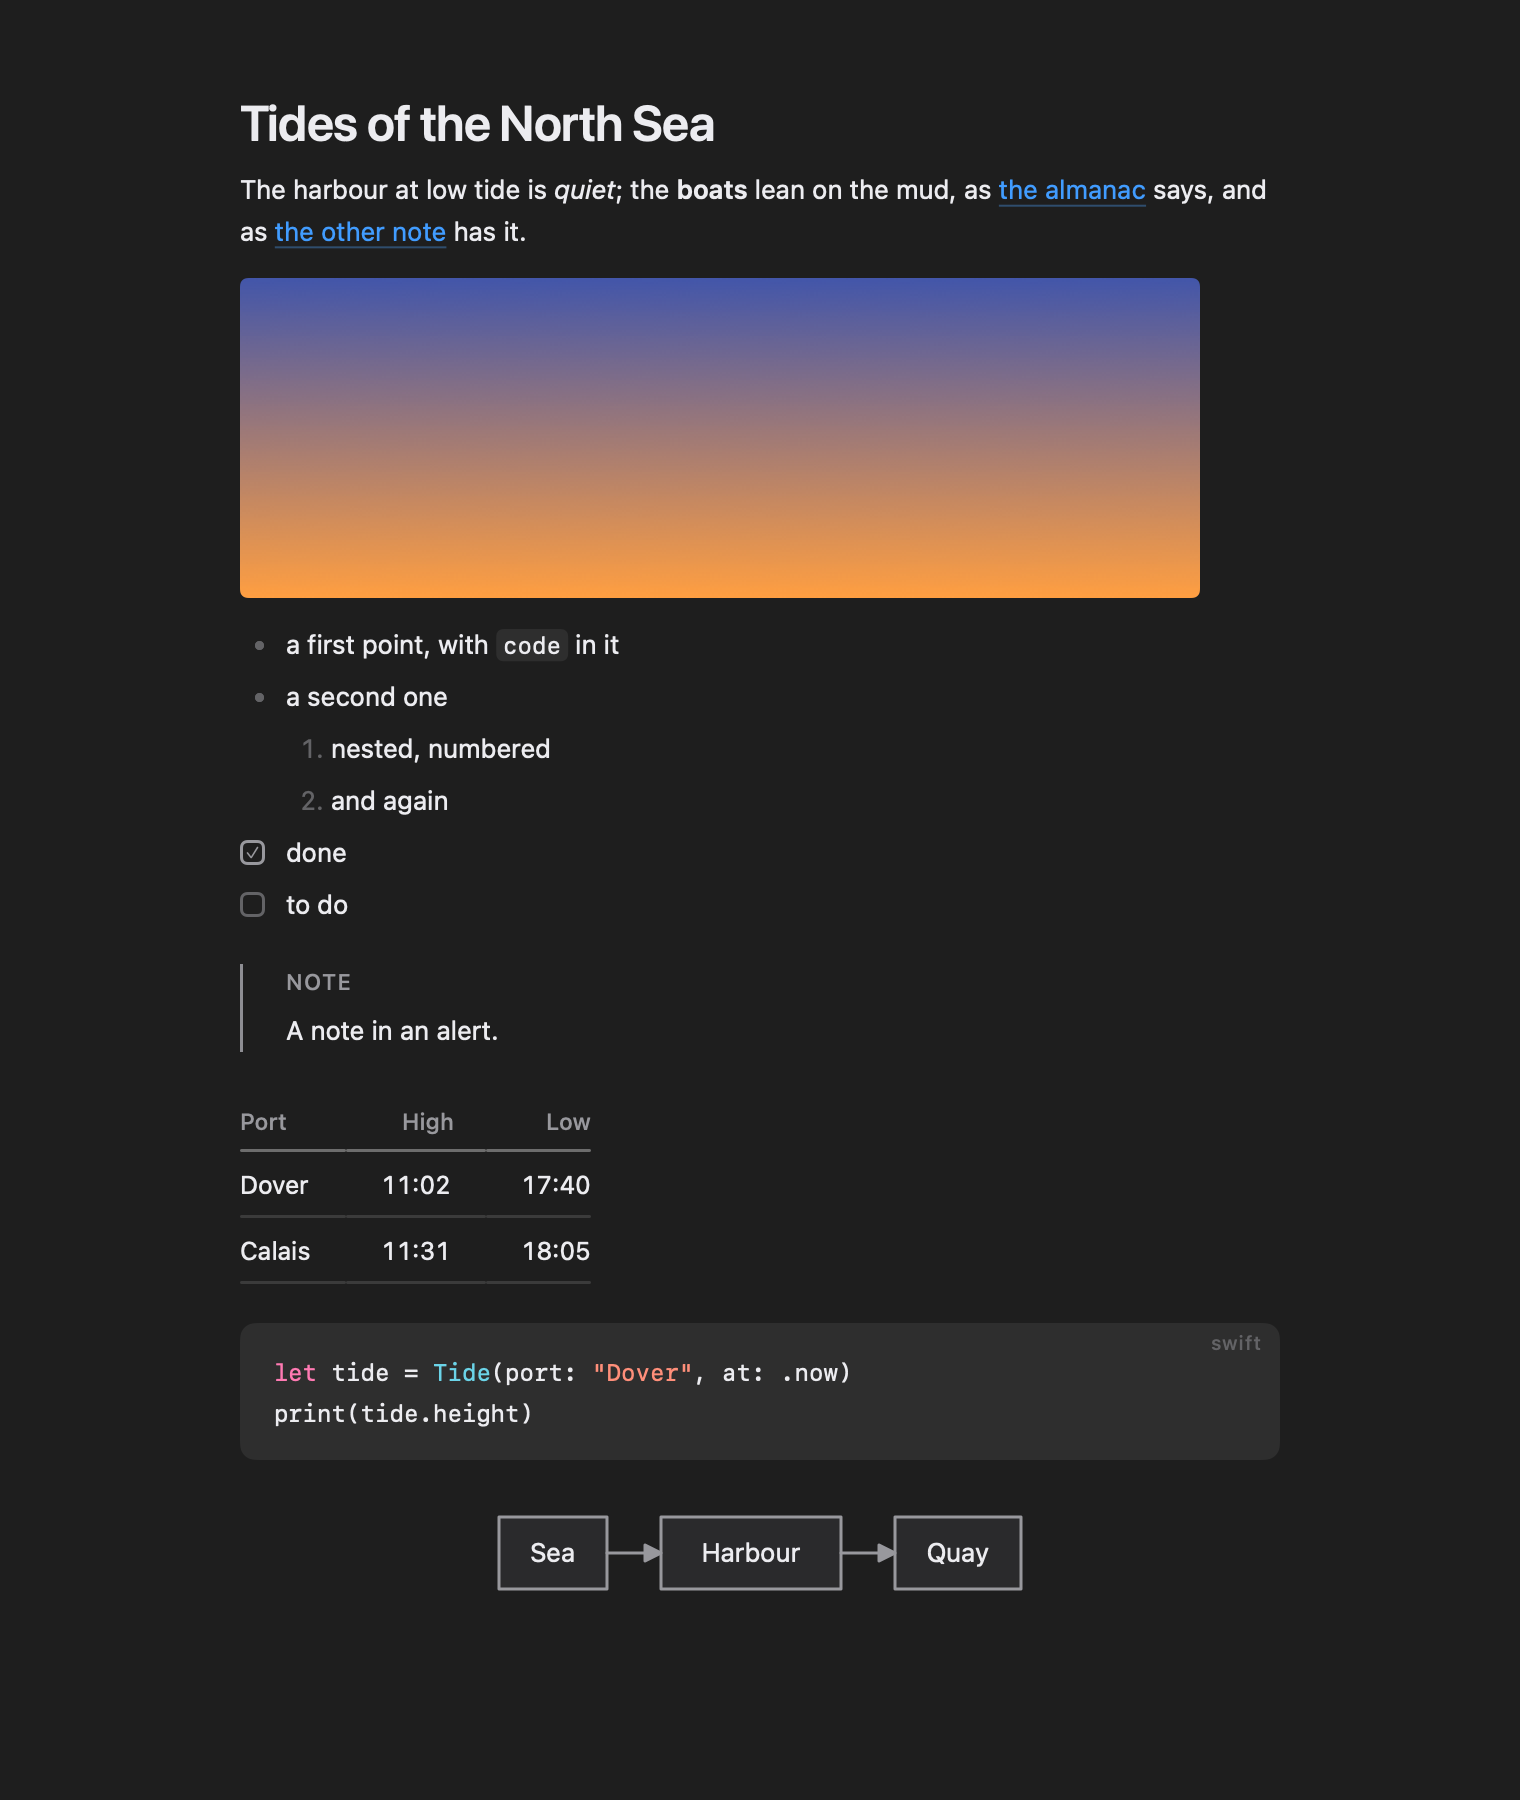 Tides of the North Sea
The harbour at low tide is quiet; the boats lean on the mud, as the almanac says, and
as the other note has it.
a first point, with code in it
a second one
1. nested, numbered
2. and again
done
to do
NOTE
A note in an alert.
Port High Low
Dover 11:02 17:40
Calais 11:31 18:05
swift
let tide = Tide(port: "Dover", at: .now)
print(tide.height)
Sea Harbour Quay